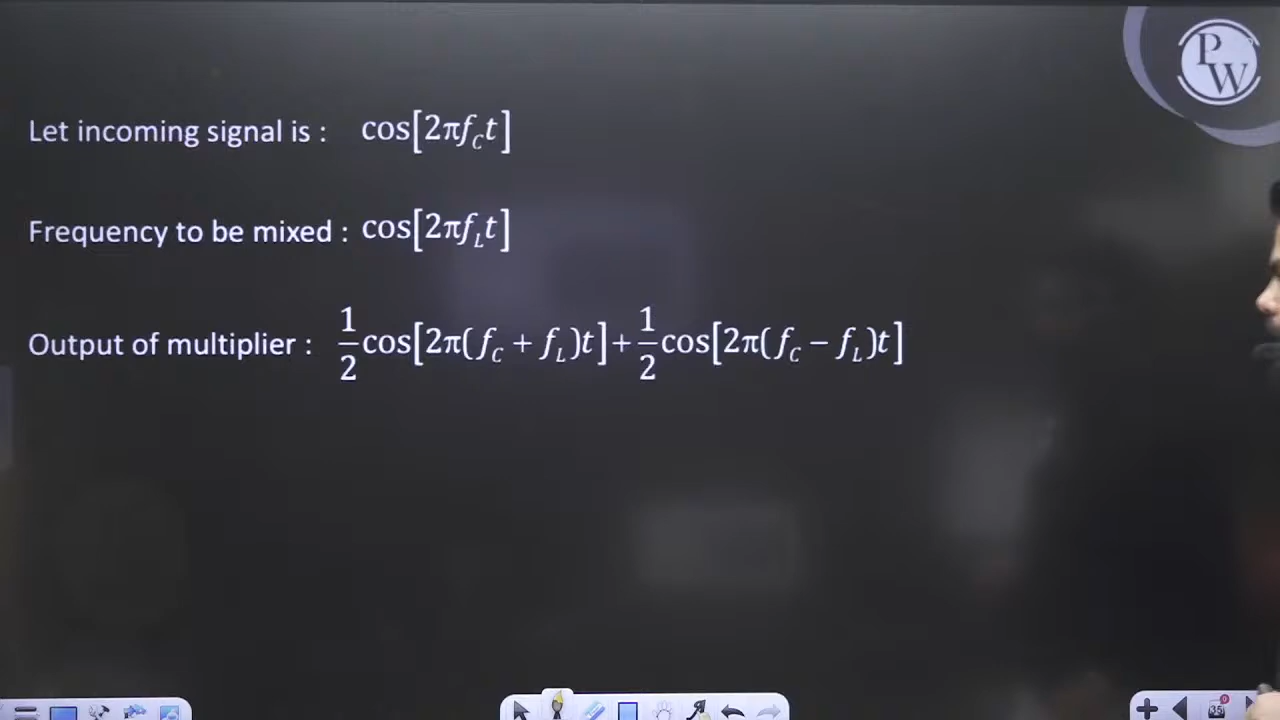 PW
Let incoming signal is : cos[2πf_C t]
Frequency to be mixed : cos[2πf_L t]
Output of multiplier : 1/2 cos[2π(f_C + f_L)t] + 1/2 cos[2π(f_C − f_L)t]